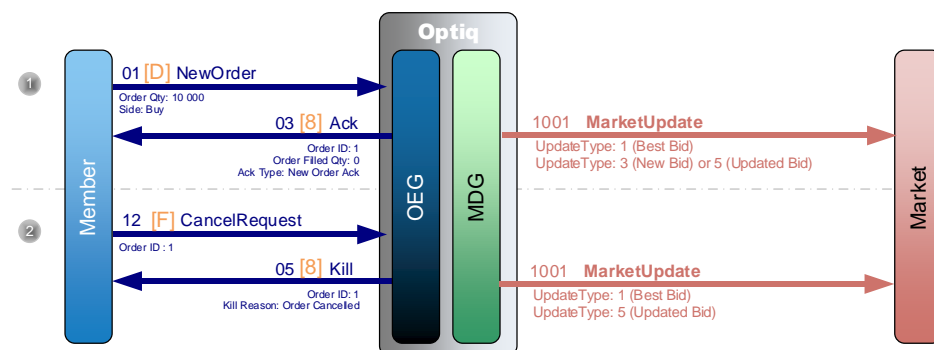 Optiq
1
01 [D] NewOrder
Order Qty: 10 000
Side: Buy
03 [8] Ack
Order ID: 1
Order Filled Qty: 0
Ack Type: New Order Ack
1001 MarketUpdate
UpdateType: 1 (Best Bid)
UpdateType: 3 (New Bid) or 5 (Updated Bid)
Member
OEG
MDG
Market
2
12 [F] CancelRequest
Order ID : 1
05 [8] Kill
Order ID: 1
Kill Reason: Order Cancelled
1001 MarketUpdate
UpdateType: 1 (Best Bid)
UpdateType: 5 (Updated Bid)